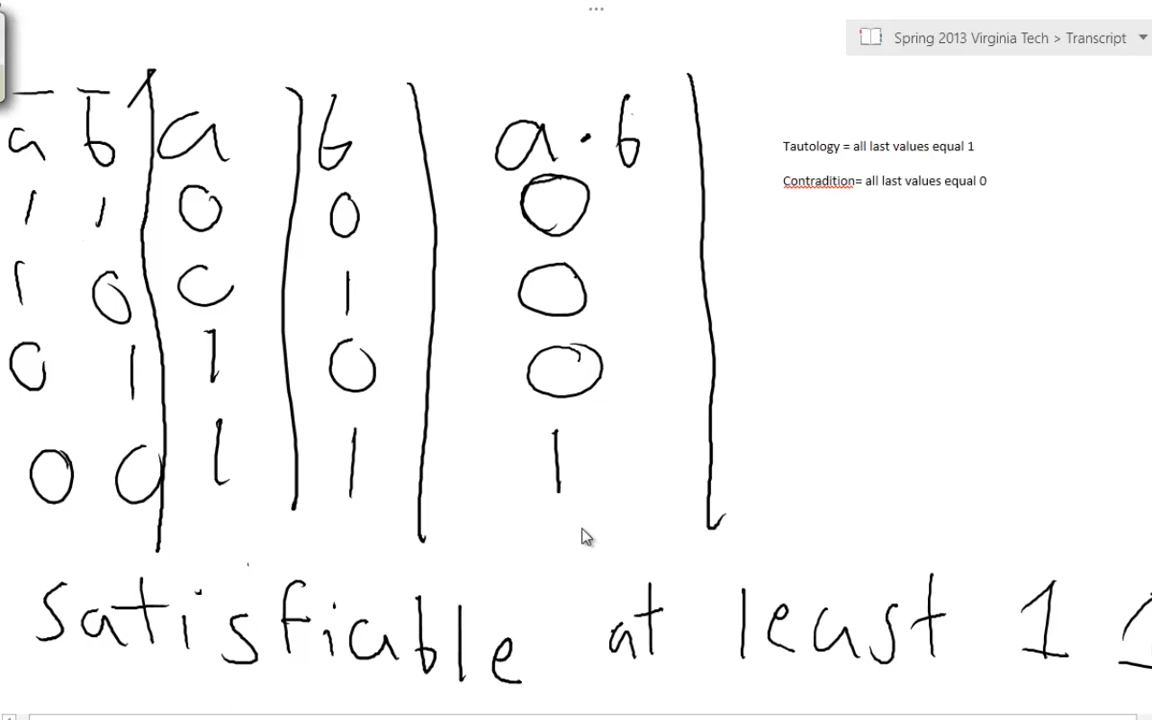 Spring 2013 Virginia Tech > Transcript
a̅ b̅ a b a · b
1 1 0 0 0
1 0 0 1 0
0 1 1 0 0
0 0 1 1 1
Tautology = all last values equal 1
Contradition= all last values equal 0
Satisfiable at least 1